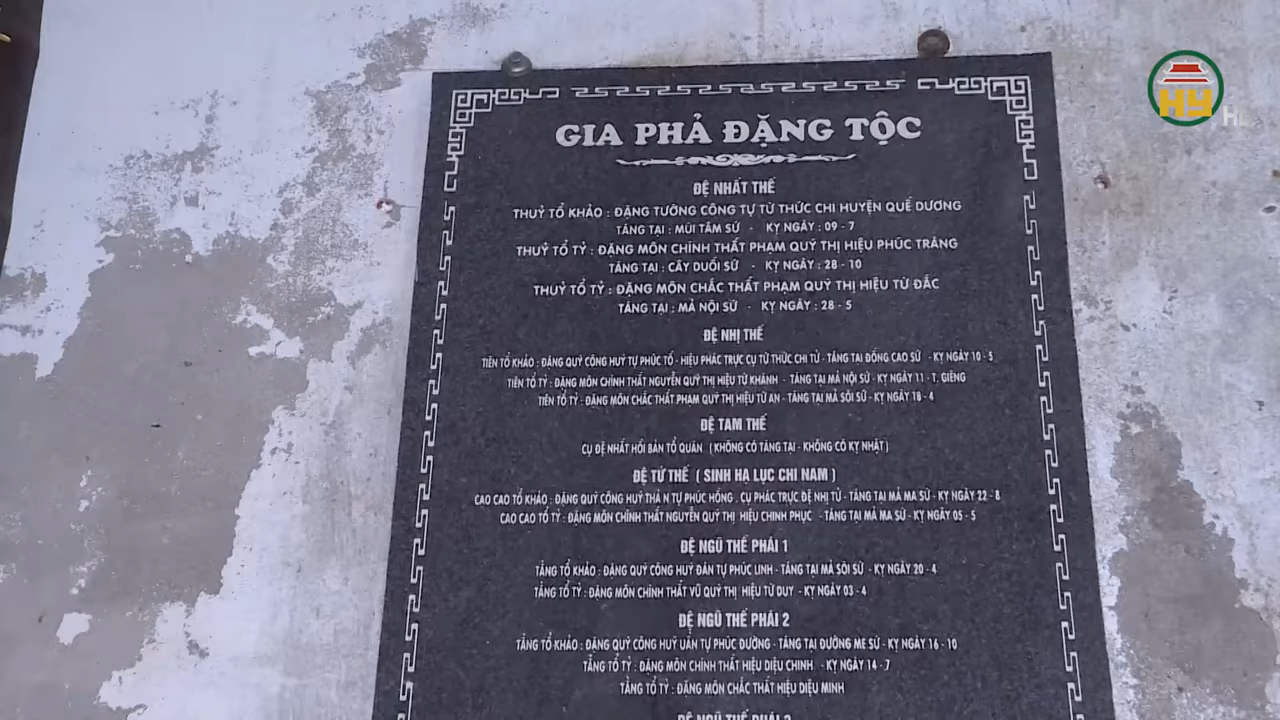 HY
GIA PHẢ ĐẶNG TỘC
ĐỆ NHẤT THẾ
THUỶ TỔ KHẢO : ĐẶNG TƯỚNG CÔNG TỰ TỪ THỨC CHI HUYỆN QUẾ DƯƠNG
TÁNG TẠI : MŨI TÂM SỨ - KỴ NGÀY : 09 - 7
THUỶ TỔ TỶ : ĐẶNG MÔN CHÍNH THẤT PHẠM QUÝ THỊ HIỆU PHÚC TRÀNG
TÁNG TẠI : CÂY DUỐI SỨ - KỴ NGÀY : 28 - 10
THUỶ TỔ TỶ : ĐẶNG MÔN CHẮC THẤT PHẠM QUÝ THỊ HIỆU TỪ ĐẮC
TÁNG TẠI : MẢ NỘI SỨ - KỴ NGÀY : 28 - 5
ĐỆ NHỊ THẾ
TIÊN TỔ KHẢO : ĐẶNG QUÝ CÔNG HUÝ TỰ PHÚC TỔ - HIỆU PHÁC TRỰC CỤ TỪ THỨC CHI TỬ - TÁNG TẠI ĐỒNG CAO SỨ - KỴ NGÀY 10 - 5
TIÊN TỔ TỶ : ĐẶNG MÔN CHÍNH THẤT NGUYỄN QUÝ THỊ HIỆU TỪ KHÁNH - TÁNG TẠI MẢ NỘI SỨ - KỴ NGÀY 11 - T. GIÊNG
TIÊN TỔ TỶ : ĐẶNG MÔN CHẮC THẤT PHẠM QUÝ THỊ HIỆU TỪ AN - TÁNG TẠI MẢ SÒI SỨ - KỴ NGÀY 18 - 4
ĐỆ TAM THẾ
CỤ ĐỆ NHẤT HỒI BẢN TỔ QUÁN ( KHÔNG CÓ TÁNG TẠI - KHÔNG CÓ KỴ NHẬT )
ĐỆ TỨ THẾ ( SINH HẠ LỤC CHI NAM )
CAO CAO TỔ KHẢO : ĐẶNG QUÝ CÔNG HUÝ THẢ N TỰ PHÚC HỒNG . CỤ PHÁC TRỰC ĐỆ NHỊ TỬ - TÁNG TẠI MẢ MA SỨ - KỴ NGÀY 22 - 8
CAO CAO TỔ TỶ : ĐẶNG MÔN CHÍNH THẤT NGUYỄN QUÝ THỊ HIỆU CHINH PHỤC - TÁNG TẠI MẢ MA SỨ - KỴ NGÀY 05 - 5
ĐỆ NGŨ THẾ PHÁI 1
TẰNG TỔ KHẢO : ĐẶNG QUÝ CÔNG HUÝ ĐÁN TỰ PHÚC LINH - TÁNG TẠI MẢ SÒI SỨ - KỴ NGÀY 20 - 4
TẰNG TỔ TỶ : ĐẶNG MÔN CHÍNH THẤT VŨ QUÝ THỊ HIỆU TỪ DUY - KỴ NGÀY 03 - 4
ĐỆ NGŨ THẾ PHÁI 2
TẰNG TỔ KHẢO : ĐẶNG QUÝ CÔNG HUÝ UẨN TỰ PHÚC ĐƯỜNG - TÁNG TẠI ĐƯỜNG ME SỨ - KỴ NGÀY 16 - 10
TẰNG TỔ TỶ : ĐẶNG MÔN CHÍNH THẤT HIỆU DIỆU CHINH - KỴ NGÀY 14 - 7
TẰNG TỔ TỶ : ĐẶNG MÔN CHẮC THẤT HIỆU DIỆU MINH
ĐỆ NGŨ THẾ PHÁI